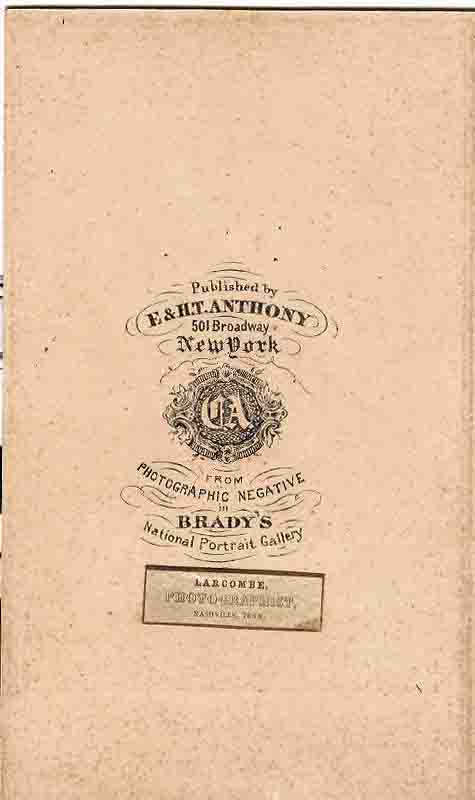 Published by
E & H.T. ANTHONY
501 Broadway
New York
EA
FROM
PHOTOGRAPHIC NEGATIVE
in
BRADY'S
National Portrait Gallery
LARCOMBE,
PHOTOGRAPHIST,
NASHVILLE, TENN.